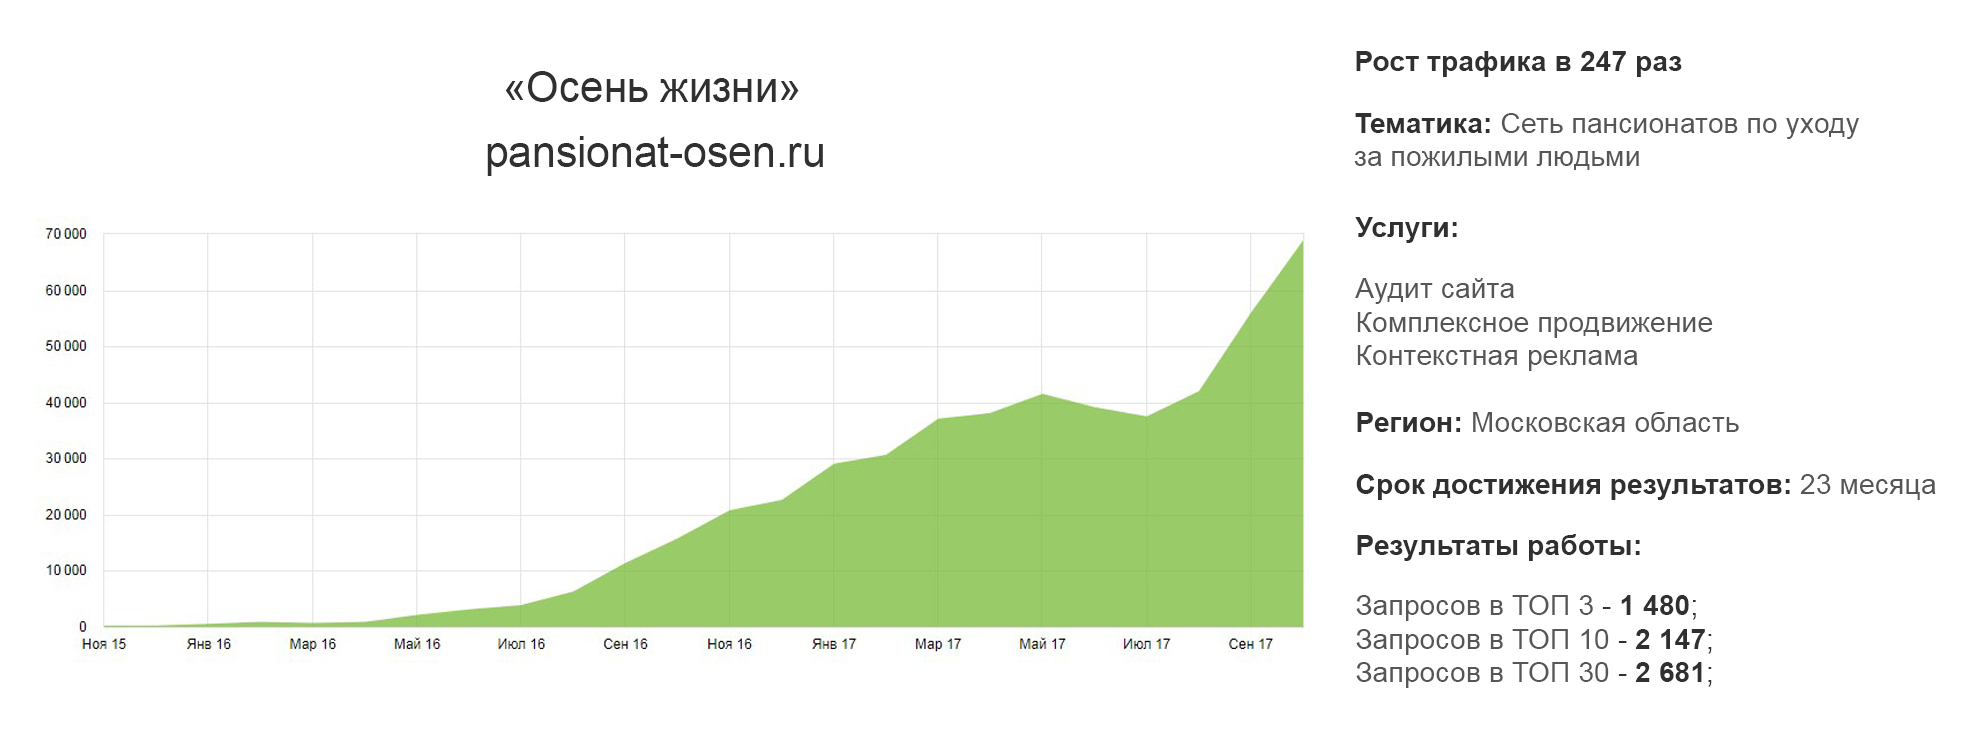 «Осень жизни»
pansionat-osen.ru
70 000
60 000
50 000
40 000
30 000
20 000
10 000
0
Ноя 15 Янв 16 Мар 16 Май 16 Июл 16 Сен 16 Ноя 16 Янв 17 Мар 17 Май 17 Июл 17 Сен 17
Рост трафика в 247 раз
Тематика: Сеть пансионатов по уходу
за пожилыми людьми
Услуги:
Аудит сайта
Комплексное продвижение
Контекстная реклама
Регион: Московская область
Срок достижения результатов: 23 месяца
Результаты работы:
Запросов в ТОП 3 - 1 480;
Запросов в ТОП 10 - 2 147;
Запросов в ТОП 30 - 2 681;